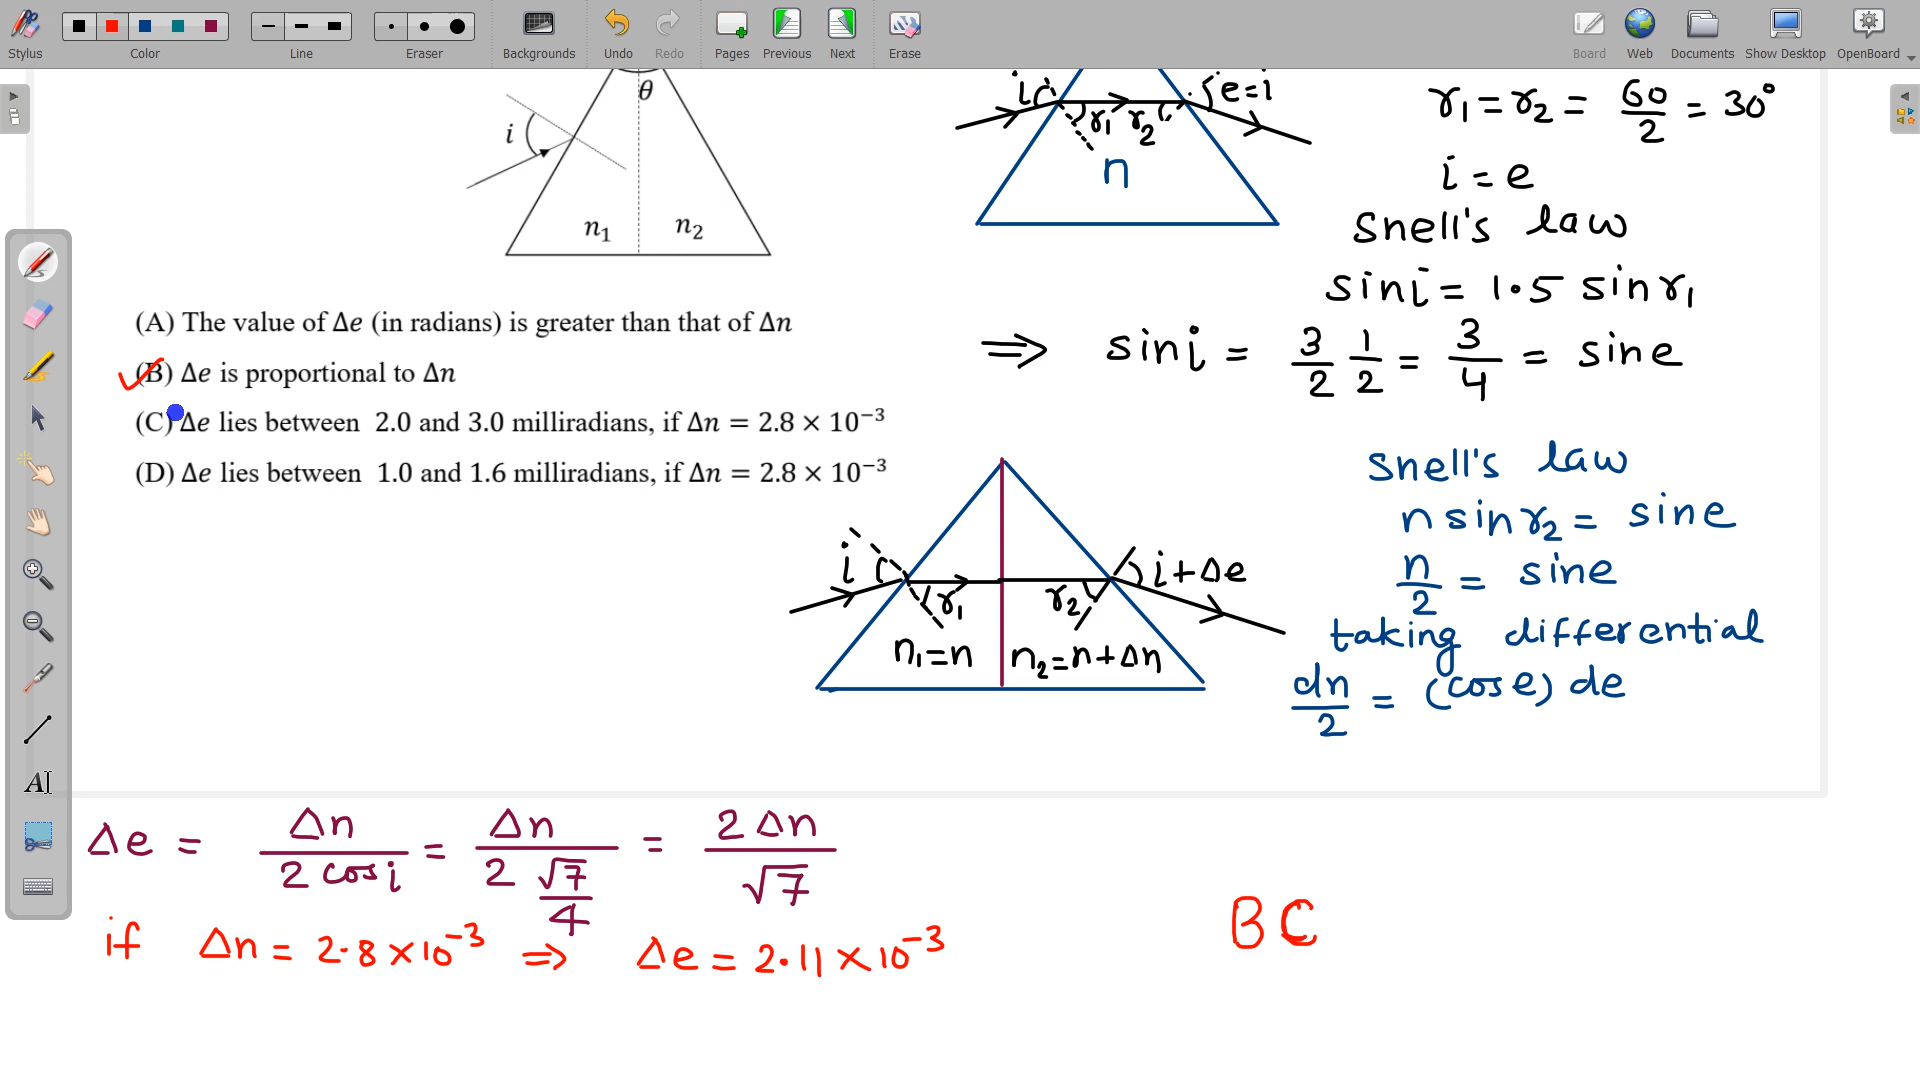 Stylus Color Line Eraser Backgrounds Undo Redo Pages Previous Next Erase Board Web Documents Show Desktop OpenBoard
θ
i
n₁ n₂
i r₁ r₂ e=i
n
r₁ = r₂ = 60/2 = 30°
i = e
Snell's law
sini = 1.5 sin r₁
⇒ sini = 3/2 1/2 = 3/4 = sine
(A) The value of Δe (in radians) is greater than that of Δn
(B) Δe is proportional to Δn
(C) Δe lies between 2.0 and 3.0 milliradians, if Δn = 2.8 × 10⁻³
(D) Δe lies between 1.0 and 1.6 milliradians, if Δn = 2.8 × 10⁻³
i r₁ r₂ i+Δe
n₁=n n₂=n+Δn
Snell's law
n sin r₂ = sine
n/2 = sine
taking differential
dn/2 = (cos e) de
Δe = Δn/(2 cos i) = Δn/(2 √7/4) = 2Δn/√7
if Δn = 2.8×10⁻³ ⇒ Δe = 2.11×10⁻³
BC